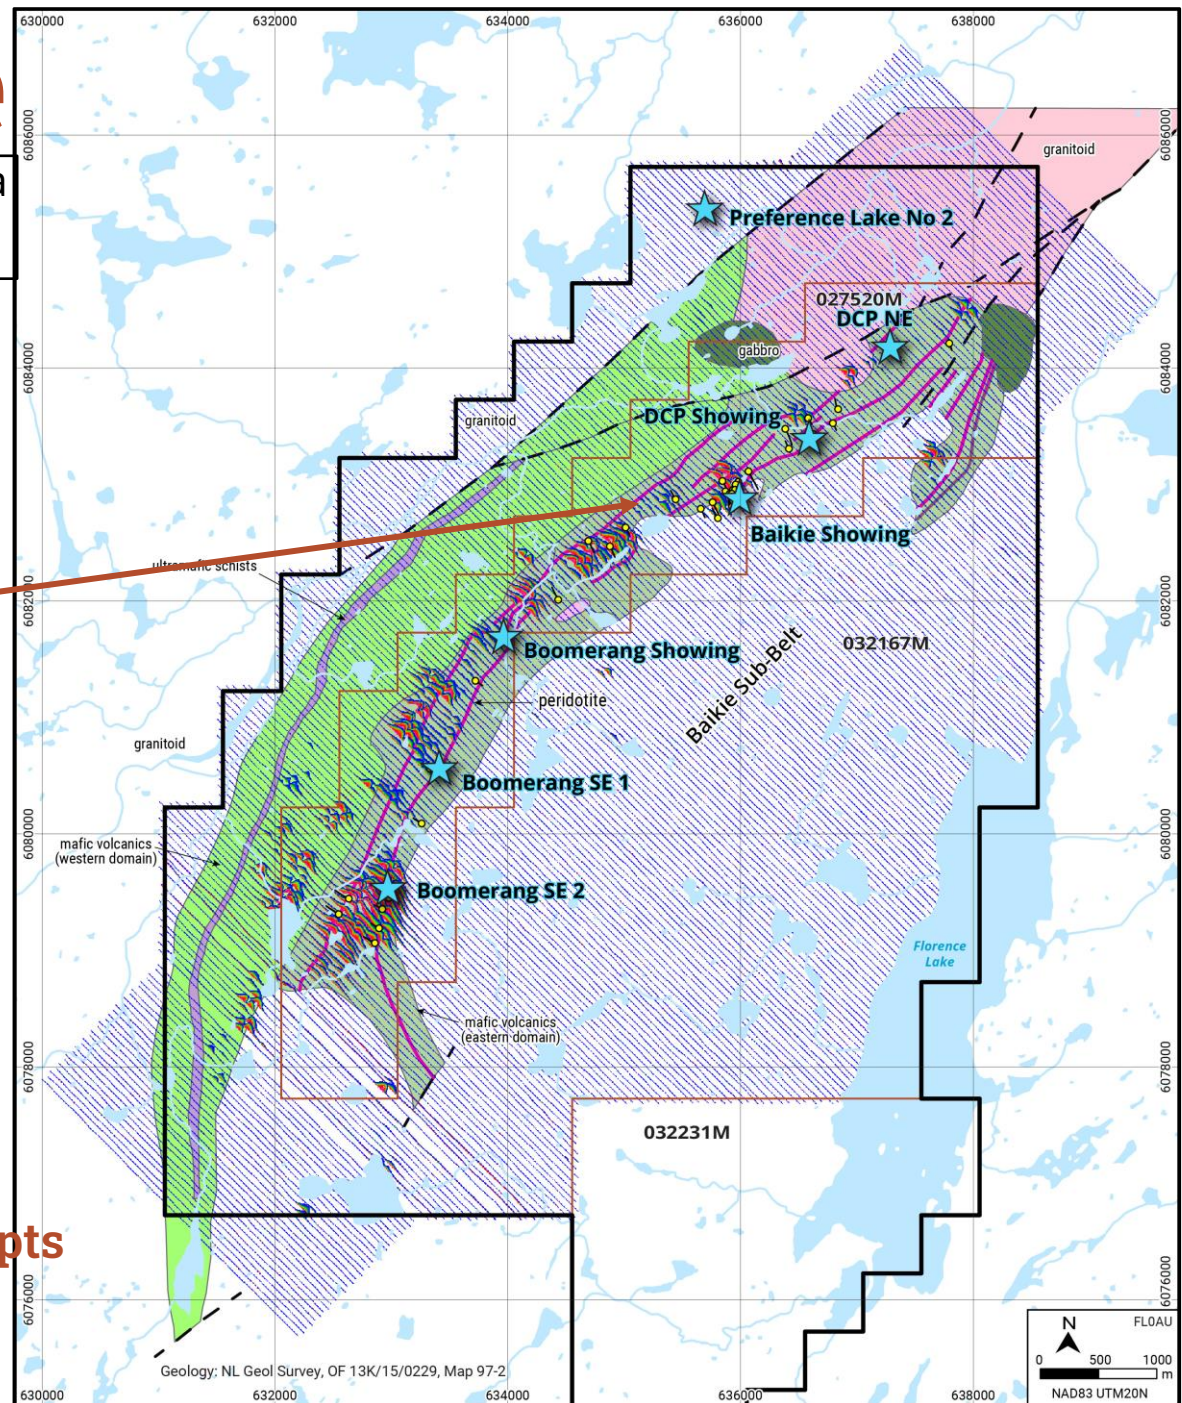 630000
632000
634000
636000
638000
6086000
6086000
granitoid
a
Preference Lake No 2
027520M
DCP NE
gabbro
6084000
6084000
granitoid
DCP Showing
Baikie Showing
ultramafic schists
6082000
6082000
Boomerang Showing
032167M
Baikie Sub-Belt
peridotite
granitoid
Boomerang SE 1
6080000
6080000
mafic volcanics
(western domain)
Boomerang SE 2
Florence
Lake
mafic volcanics
(eastern domain)
6078000
6078000
032231M
pts
6076000
6076000
N
FL0AU
0 500 1000
m
NAD83 UTM20N
Geology: NL Geol Survey, OF 13K/15/0229, Map 97-2
630000
632000
634000
636000
638000